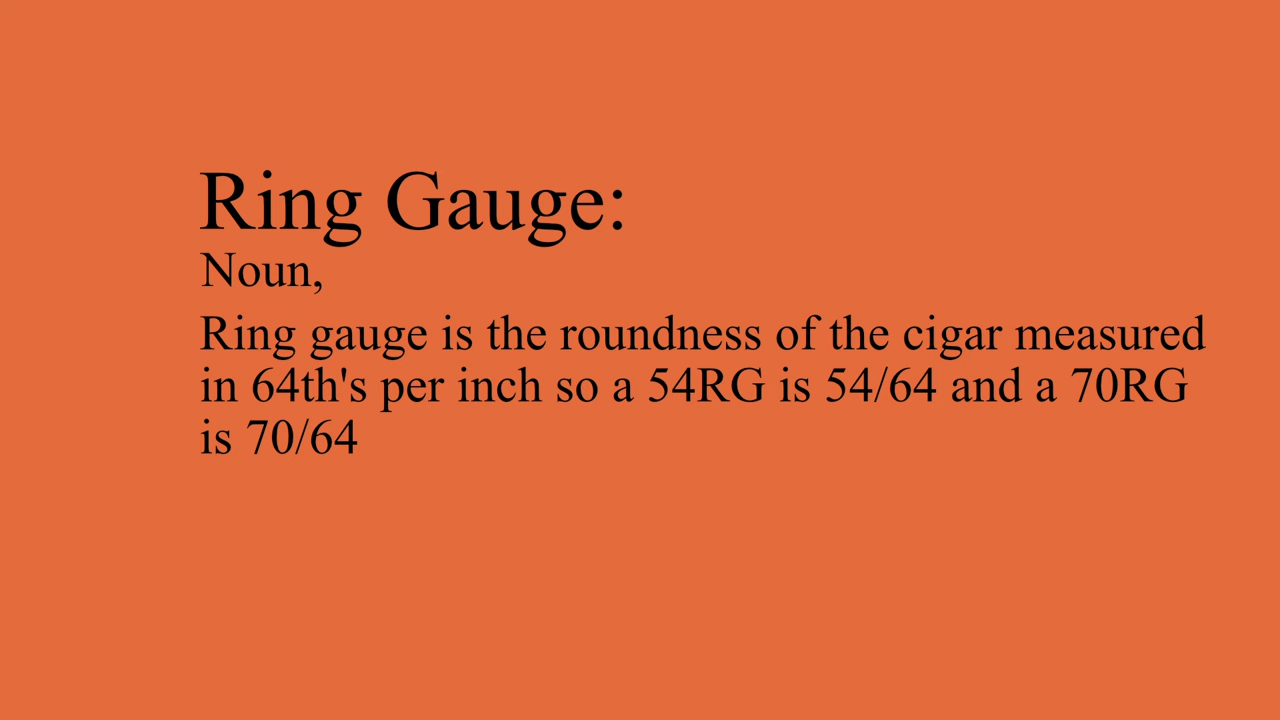 Ring Gauge:
Noun,
Ring gauge is the roundness of the cigar measured
in 64th's per inch so a 54RG is 54/64 and a 70RG
is 70/64